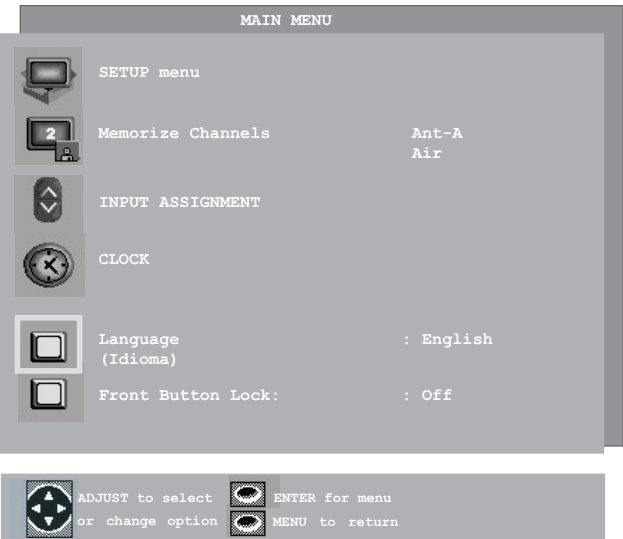 MAIN MENU
SETUP menu
2
Memorize Channels Ant-A
Air
INPUT ASSIGNMENT
CLOCK
Language : English
(Idioma)
Front Button Lock: : Off
ADJUST to select ENTER for menu
or change option MENU to return